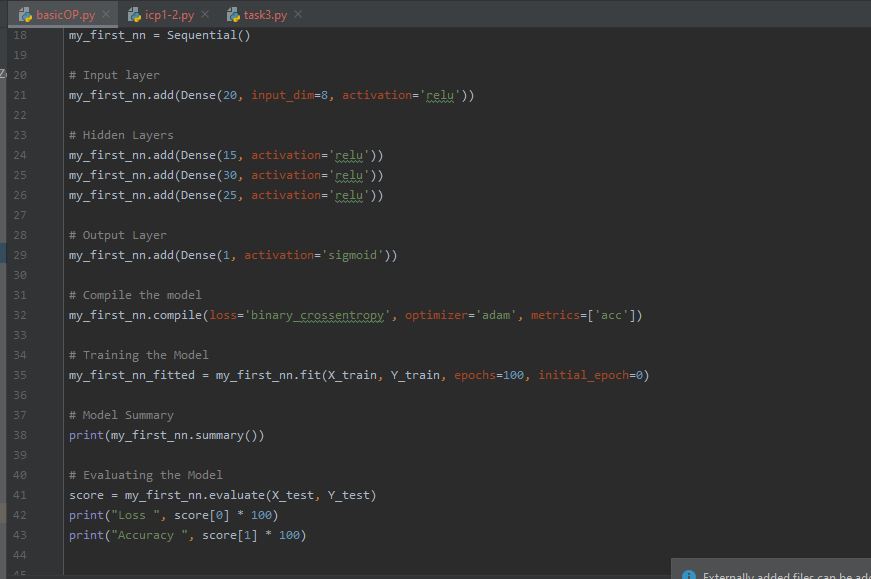 basicOP.py
icp1-2.py
task3.py
18 my_first_nn = Sequential()
19
20 # Input layer
21 my_first_nn.add(Dense(20, input_dim=8, activation='relu'))
22
23 # Hidden Layers
24 my_first_nn.add(Dense(15, activation='relu'))
25 my_first_nn.add(Dense(30, activation='relu'))
26 my_first_nn.add(Dense(25, activation='relu'))
27
28 # Output Layer
29 my_first_nn.add(Dense(1, activation='sigmoid'))
30
31 # Compile the model
32 my_first_nn.compile(loss='binary_crossentropy', optimizer='adam', metrics=['acc'])
33
34 # Training the Model
35 my_first_nn_fitted = my_first_nn.fit(X_train, Y_train, epochs=100, initial_epoch=0)
36
37 # Model Summary
38 print(my_first_nn.summary())
39
40 # Evaluating the Model
41 score = my_first_nn.evaluate(X_test, Y_test)
42 print("Loss ", score[0] * 100)
43 print("Accuracy ", score[1] * 100)
44
45
Externally added files can be